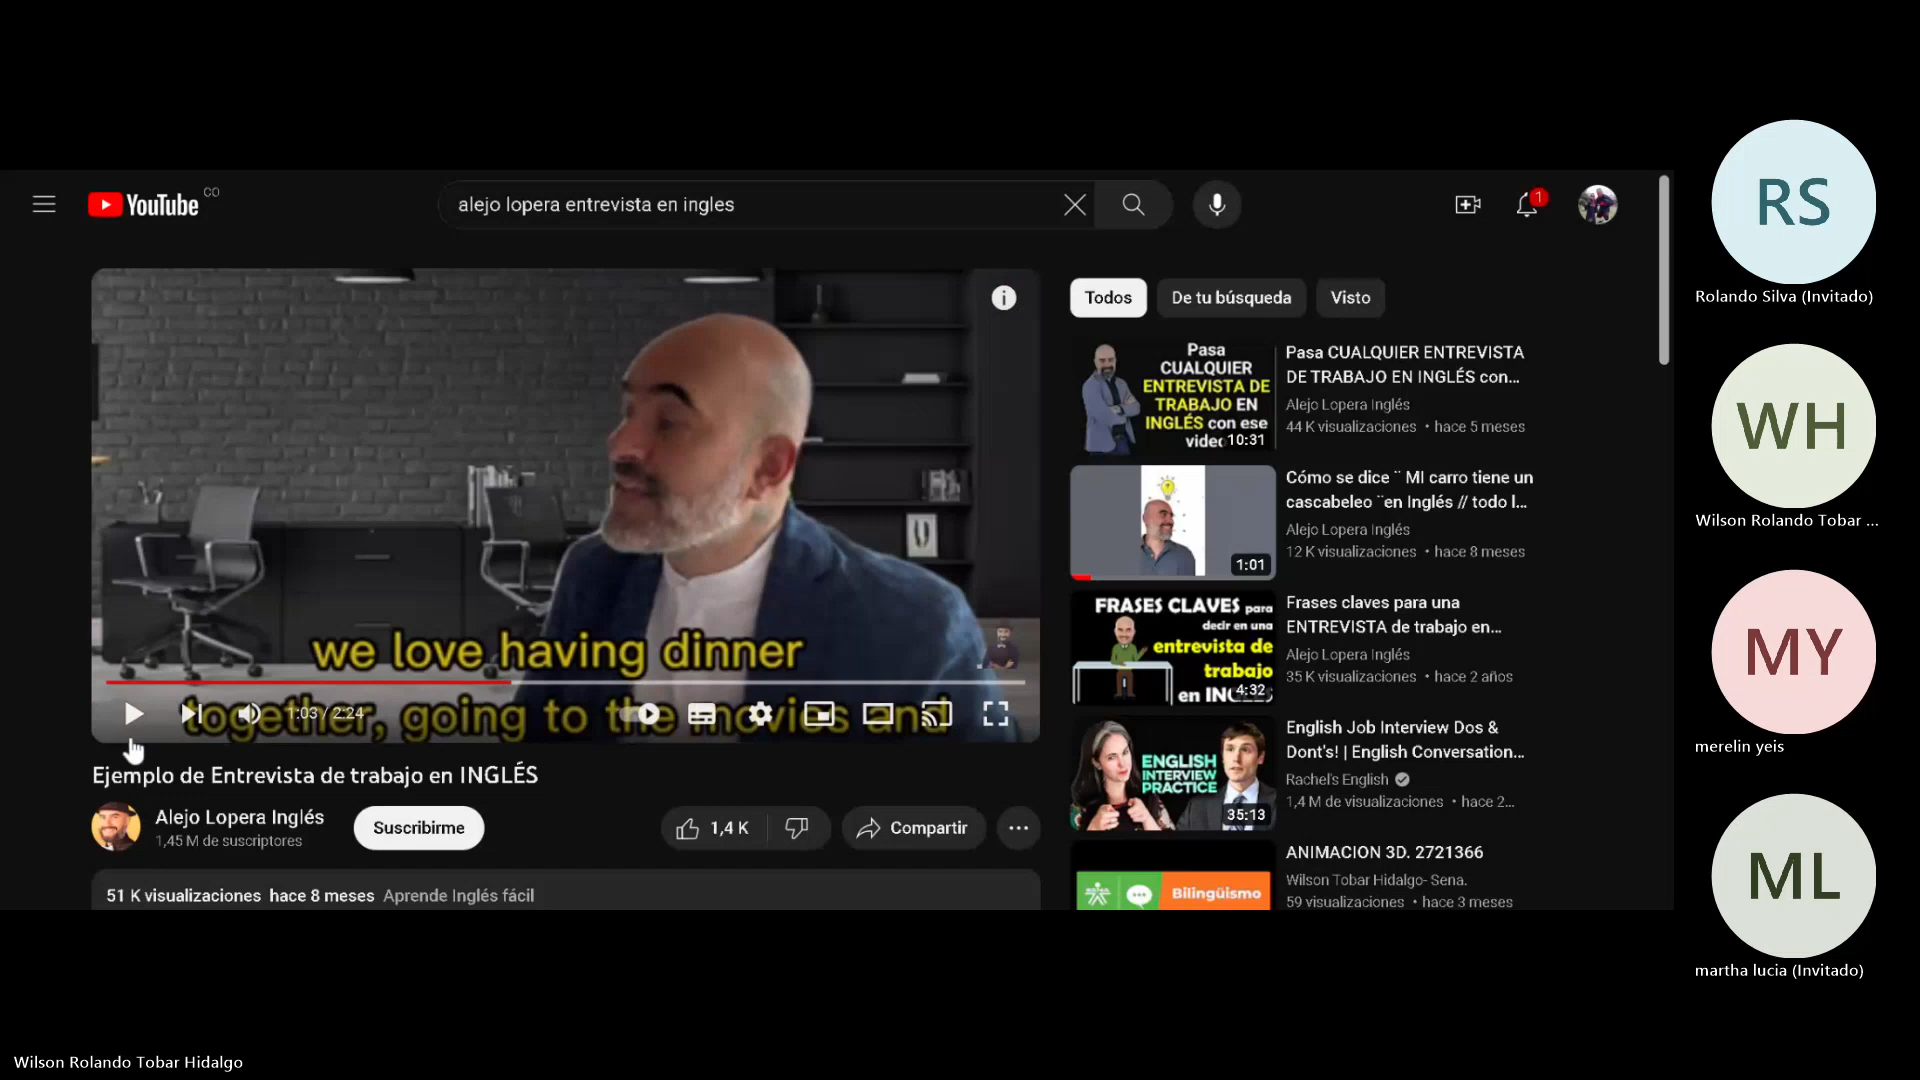 YouTube CO
alejo lopera entrevista en ingles
1
we love having dinner
together, going to the movies and
1:03 / 2:24
Ejemplo de Entrevista de trabajo en INGLÉS
Alejo Lopera Inglés
1,45 M de suscriptores
Suscribirme
1,4 K
Compartir
51 K visualizaciones hace 8 meses Aprende Inglés fácil
Todos
De tu búsqueda
Visto
Pasa
CUALQUIER
ENTREVISTA DE
TRABAJO EN
INGLÉS con ese
video
10:31
Pasa CUALQUIER ENTREVISTA
DE TRABAJO EN INGLÉS con...
Alejo Lopera Inglés
44 K visualizaciones • hace 5 meses
1:01
Cómo se dice ¨ MI carro tiene un
cascabeleo ¨en Inglés // todo l...
Alejo Lopera Inglés
12 K visualizaciones • hace 8 meses
FRASES CLAVES para
decir en una
entrevista de
trabajo
en
4:32
Frases claves para una
ENTREVISTA de trabajo en...
Alejo Lopera Inglés
35 K visualizaciones • hace 2 años
ENGLISH
INTERVIEW
PRACTICE
35:13
English Job Interview Dos &
Dont's! | English Conversation...
Rachel's English
1,4 M de visualizaciones • hace 2...
Bilingüismo
ANIMACION 3D. 2721366
Wilson Tobar Hidalgo- Sena.
59 visualizaciones • hace 3 meses
RS
Rolando Silva (Invitado)
WH
Wilson Rolando Tobar ...
MY
merelin yeis
ML
martha lucia (Invitado)
Wilson Rolando Tobar Hidalgo